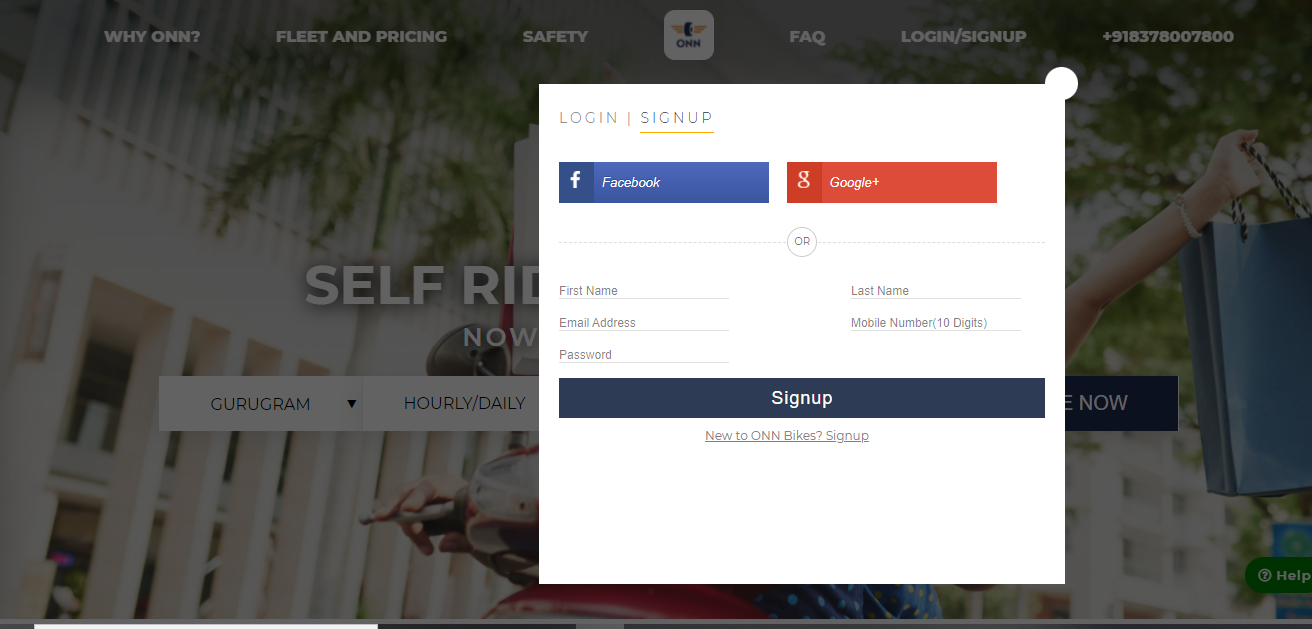 WHY ONN?
FLEET AND PRICING
SAFETY
ONN
FAQ
LOGIN/SIGNUP
+918378007800
LOGIN | SIGNUP
f Facebook
g Google+
OR
SELF
NOW
First Name
Last Name
Email Address
Mobile Number(10 Digits)
Password
GURUGRAM ▼
HOURLY/DAILY
Signup
NOW
New to ONN Bikes? Signup
Help